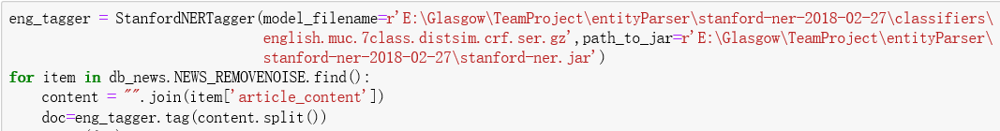 eng_tagger = StanfordNERTagger(model_filename=r'E:\Glasgow\TeamProject\entityParser\stanford-ner-2018-02-27\classifiers\
english.muc.7class.distsim.crf.ser.gz',path_to_jar=r'E:\Glasgow\TeamProject\entityParser\
stanford-ner-2018-02-27\stanford-ner.jar')
for item in db_news.NEWS_REMOVENOISE.find():
content = "".join(item['article_content'])
doc=eng_tagger.tag(content.split())